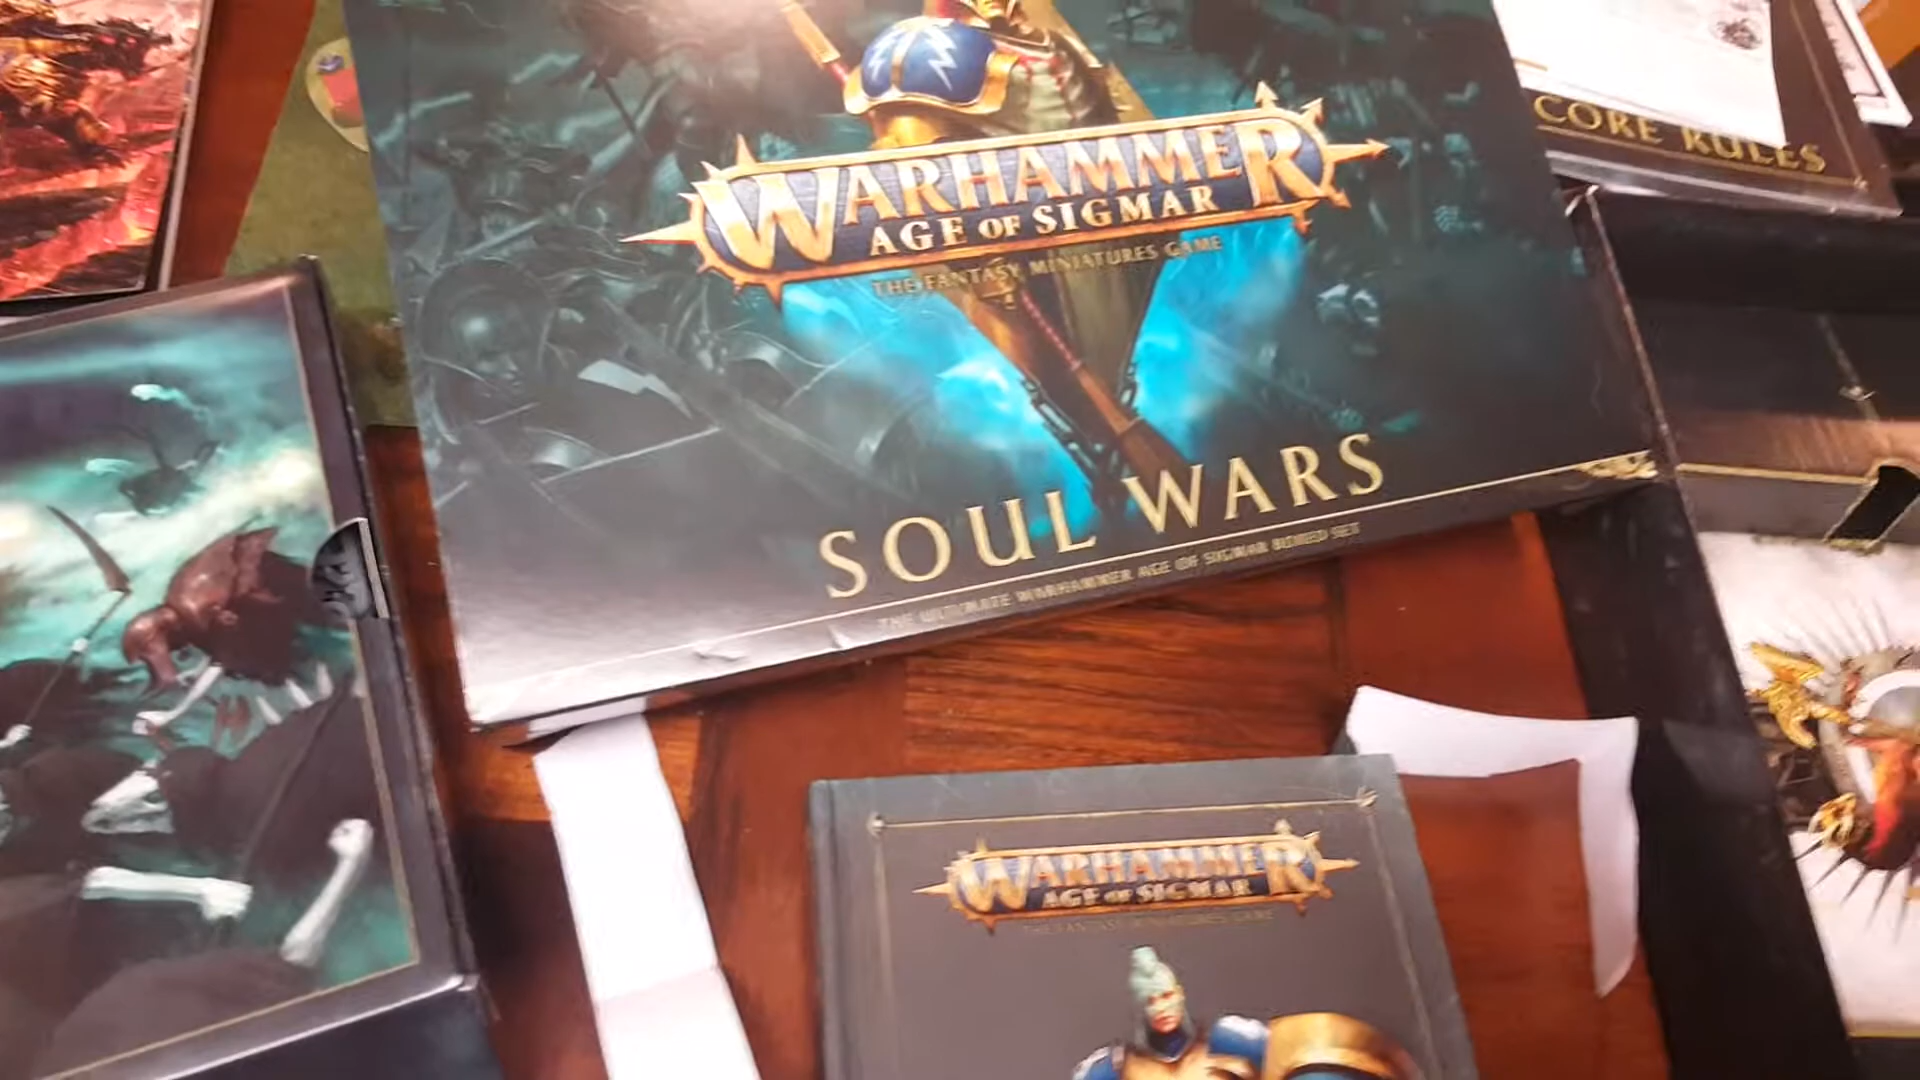 WARHAMMER
AGE OF SIGMAR
THE FANTASY MINIATURES GAME
SOUL WARS
THE ULTIMATE WARHAMMER AGE OF SIGMAR BOXED SET
CORE RULES
WARHAMMER
AGE OF SIGMAR
THE FANTASY MINIATURES GAME